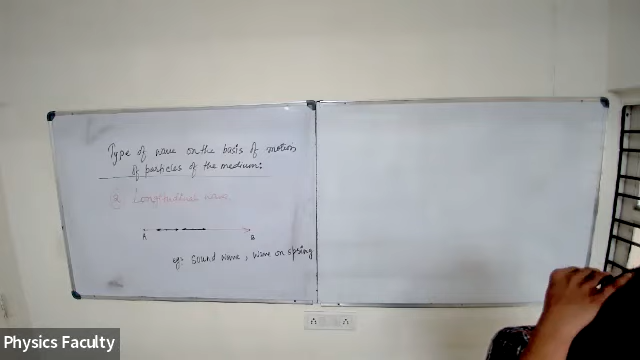 Type of wave on the basis of motion
of particles of the medium:
Longitudinal wave.
A B
eg: Sound wave, wave on spring
Physics Faculty